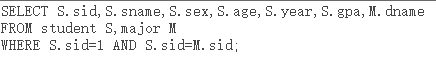 SELECT S.sid,S.sname,S.sex,S.age,S.year,S.gpa,M.dname
FROM student S,major M
WHERE S.sid=1 AND S.sid=M.sid;